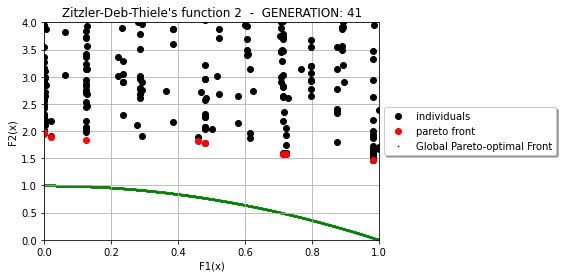 Zitzler-Deb-Thiele's function 2 - GENERATION: 41
4.0
3.5
3.0
2.5
2.0
1.5
1.0
0.5
0.0
F2(x)
0.0 0.2 0.4 0.6 0.8 1.0
F1(x)
individuals
pareto front
Global Pareto-optimal Front